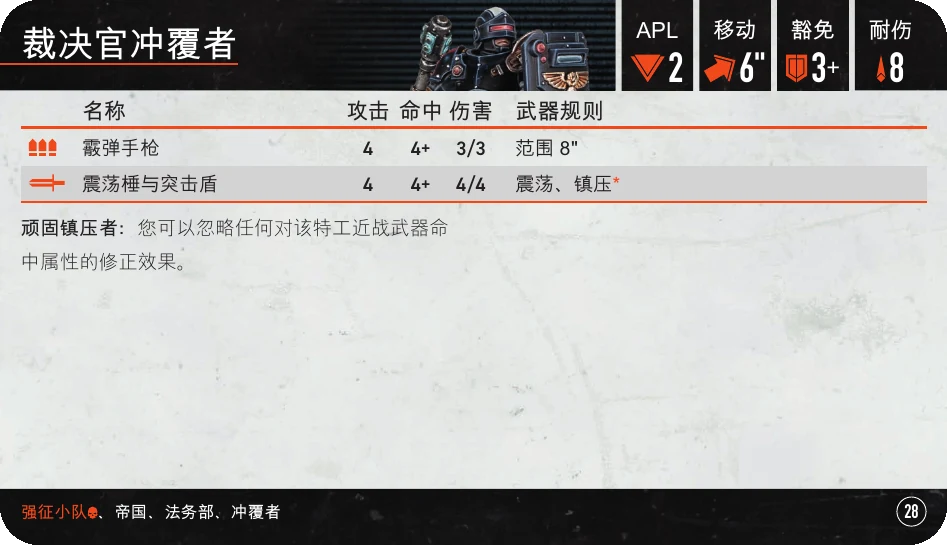 裁决官冲覆者
APL 移动 豁免 耐伤
2 6" 3+ 8
名称 攻击 命中 伤害 武器规则
霰弹手枪 4 4+ 3/3 范围 8"
震荡棰与突击盾 4 4+ 4/4 震荡、镇压*
顽固镇压者：您可以忽略任何对该特工近战武器命
中属性的修正效果。
强征小队、帝国、法务部、冲覆者
28